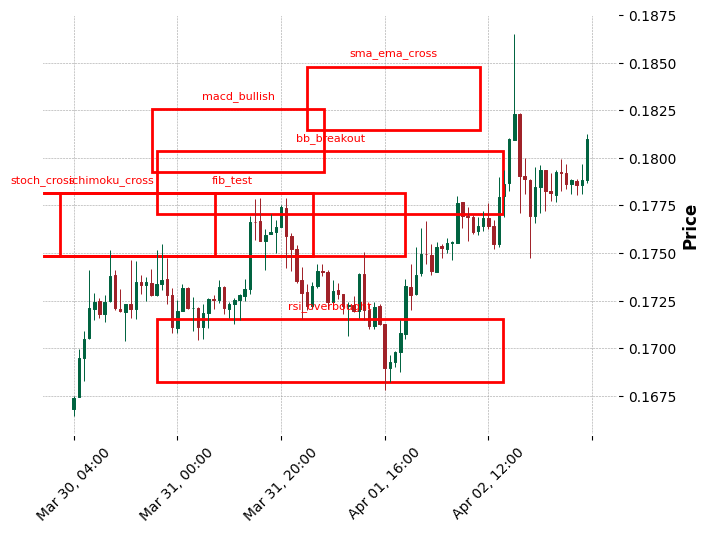 0.1875
sma_ema_cross
0.1850
macd_bullish
0.1825
bb_breakout
0.1800
stoch_cross
ichimoku_cross
fib_test
0.1775
0.1750
Price
0.1725
rsi_overbought
0.1700
0.1675
Mar 30, 04:00
Mar 31, 00:00
Mar 31, 20:00
Apr 01, 16:00
Apr 02, 12:00